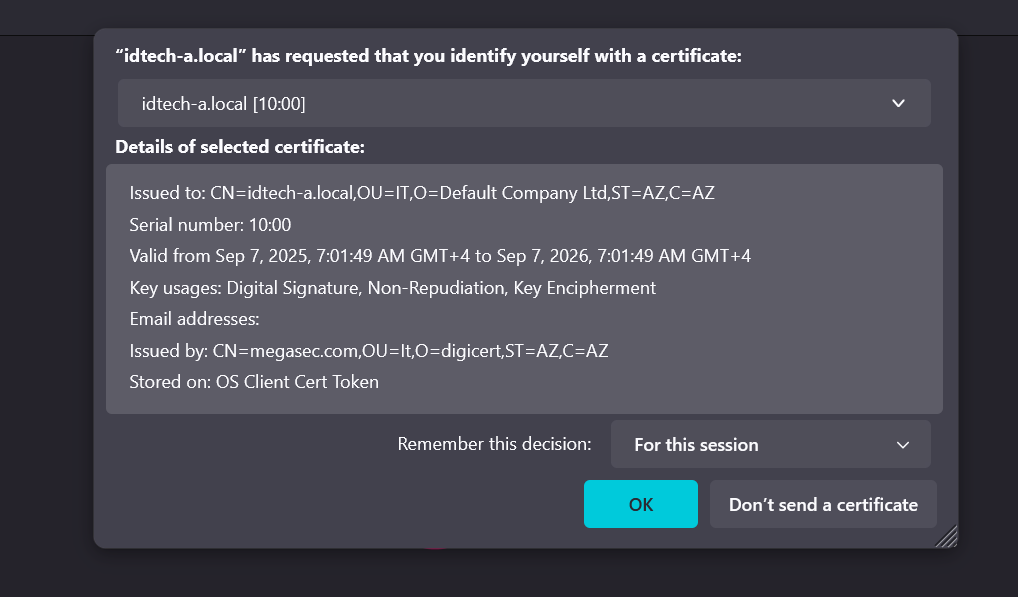 “idtech-a.local” has requested that you identify yourself with a certificate:
idtech-a.local [10:00]
Details of selected certificate:
Issued to: CN=idtech-a.local,OU=IT,O=Default Company Ltd,ST=AZ,C=AZ
Serial number: 10:00
Valid from Sep 7, 2025, 7:01:49 AM GMT+4 to Sep 7, 2026, 7:01:49 AM GMT+4
Key usages: Digital Signature, Non-Repudiation, Key Encipherment
Email addresses:
Issued by: CN=megasec.com,OU=It,O=digicert,ST=AZ,C=AZ
Stored on: OS Client Cert Token
Remember this decision: For this session
OK Don’t send a certificate